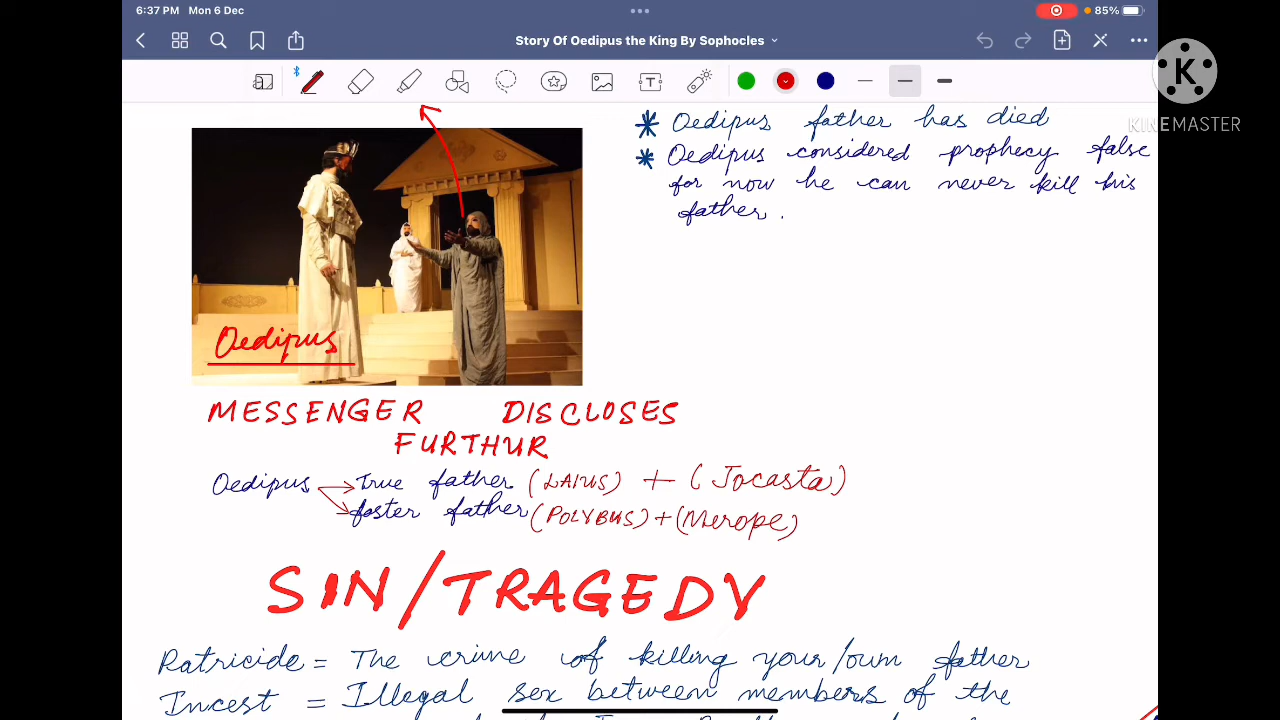 6:37 PM Mon 6 Dec
85%
Story Of Oedipus the King By Sophocles
KINEMASTER
Oedipus father has died
Oedipus considered prophecy false
for now he can never kill his
father.
Oedipus
MESSENGER DISCLOSES
FURTHUR
Oedipus True father (LAIUS) + (Jocasta)
foster father (POLYBUS) + (Merope)
SIN/TRAGEDY
Patricide = The crime of killing your/own father
Incest = Illegal sex between members of the